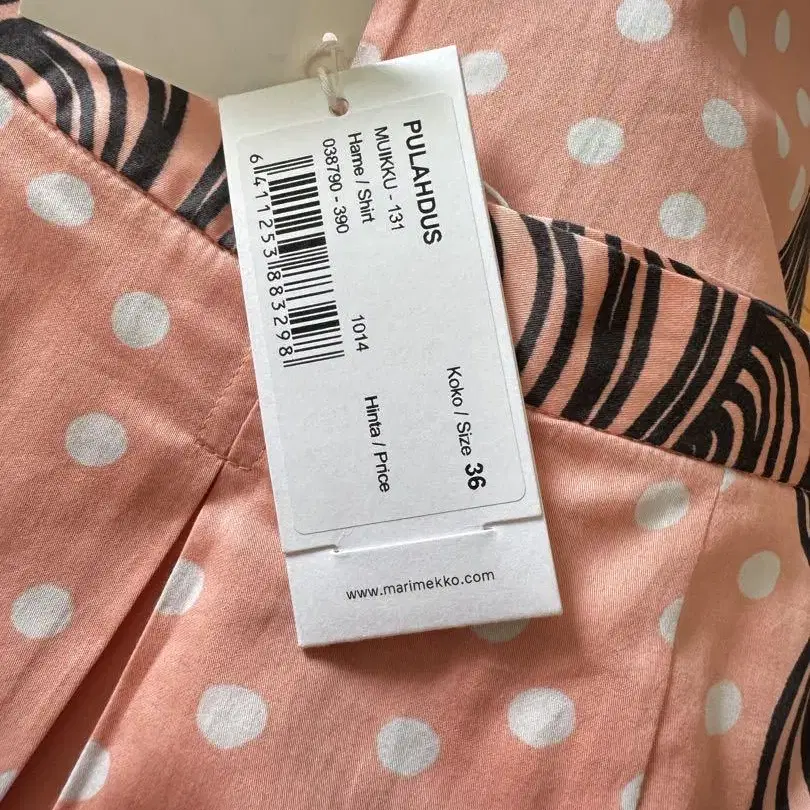 PULAHDUS
MUIKKU - 131
Hame / Shirt
038790 - 390
6 411253 883298
1014
Koko / Size 36
Hinta / Price
www.marimekko.com